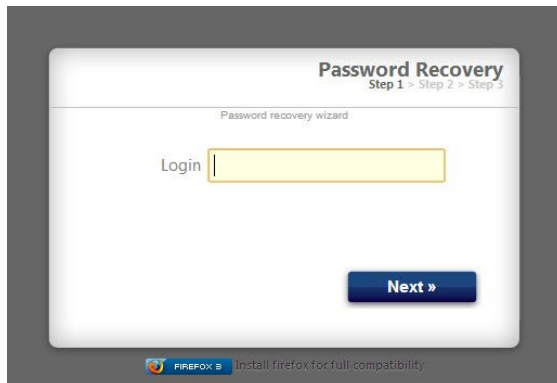 Password Recovery
Step 1 > Step 2 > Step 3
Password recovery wizard
Login
Next »
FIREFOX 3 Install firefox for full compatibility